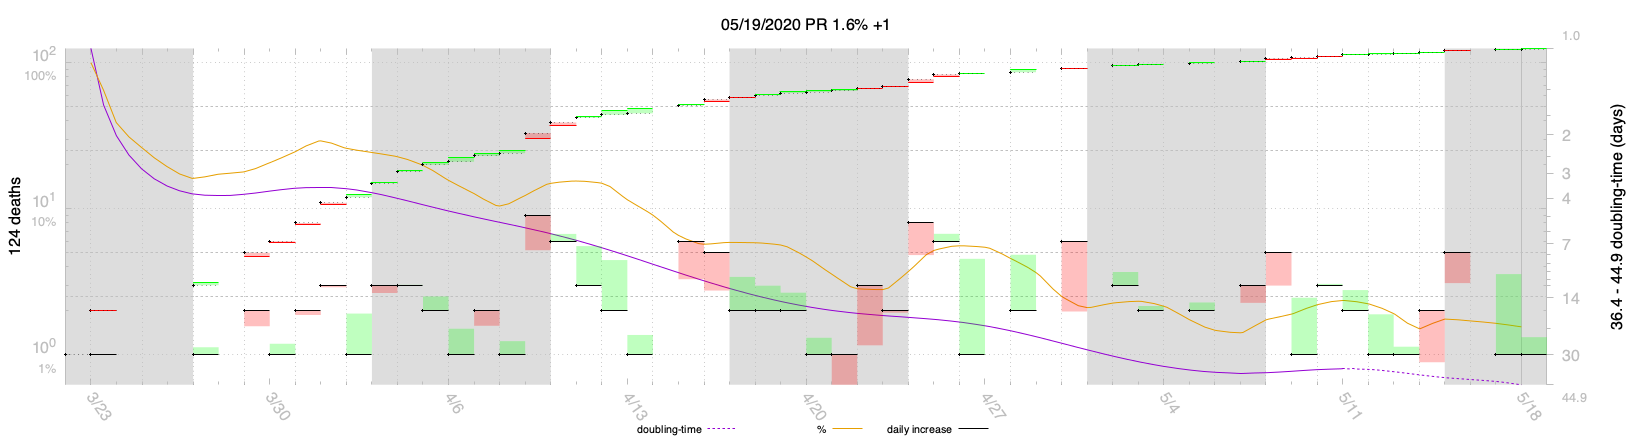 05/19/2020 PR 1.6% +1
10² 1.0
100%
2
3
4
10¹
10%
7
14
10⁰ 30
1%
44.9
124 deaths
36.4 - 44.9 doubling-time (days)
3/23 3/30 4/6 4/13 4/20 4/27 5/4 5/11 5/18
doubling-time % daily increase